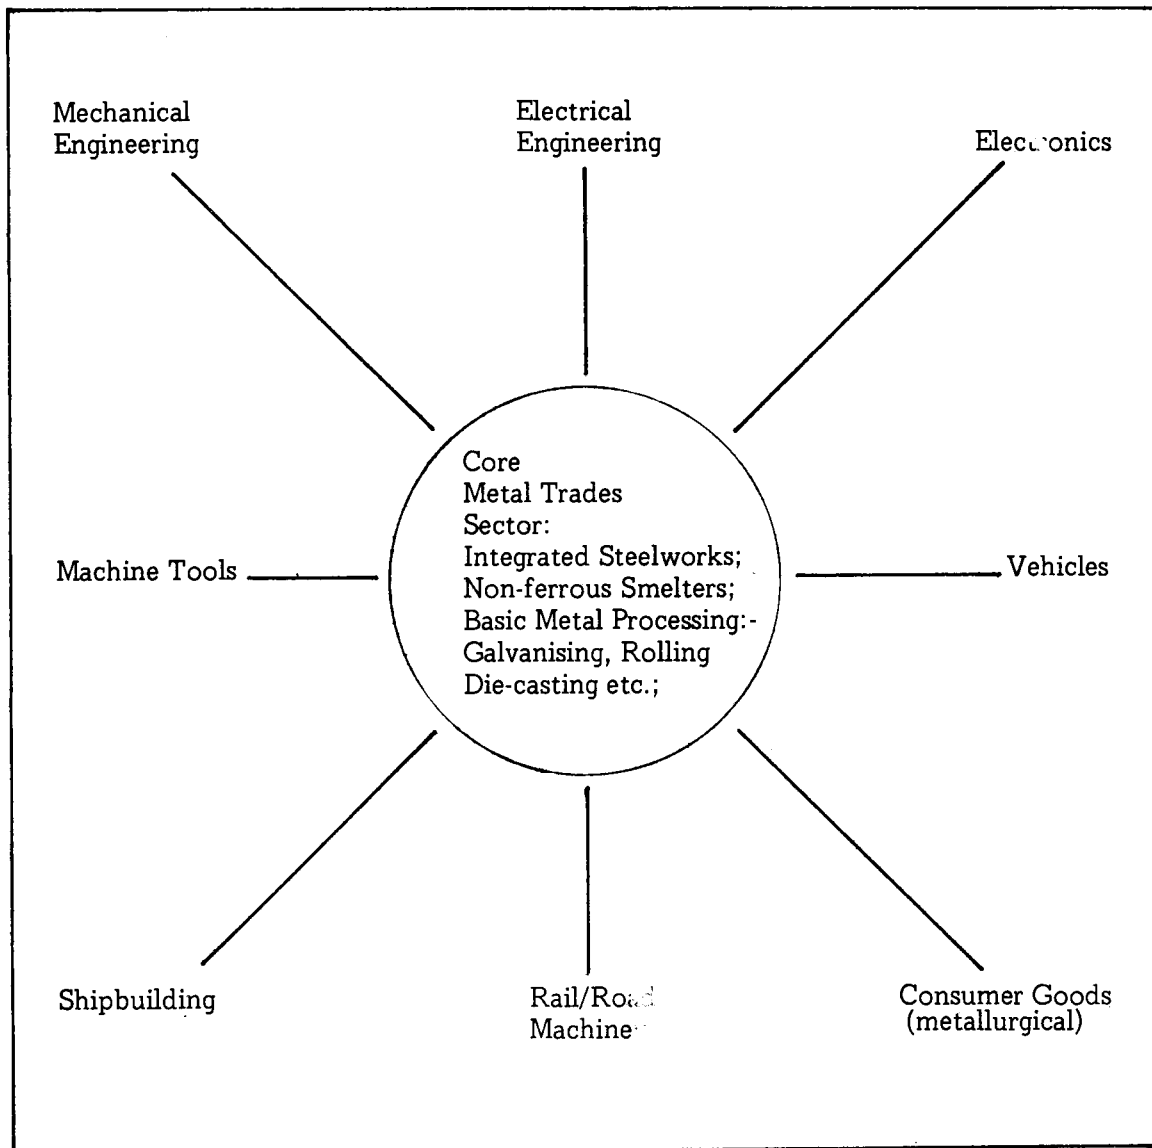 Mechanical
Engineering
Electrical
Engineering
Electronics
Core
Metal Trades
Sector:
Integrated Steelworks;
Non-ferrous Smelters;
Basic Metal Processing:-
Galvanising, Rolling
Die-casting etc.;
Machine Tools
Vehicles
Shipbuilding
Rail/Road
Machine
Consumer Goods
(metallurgical)